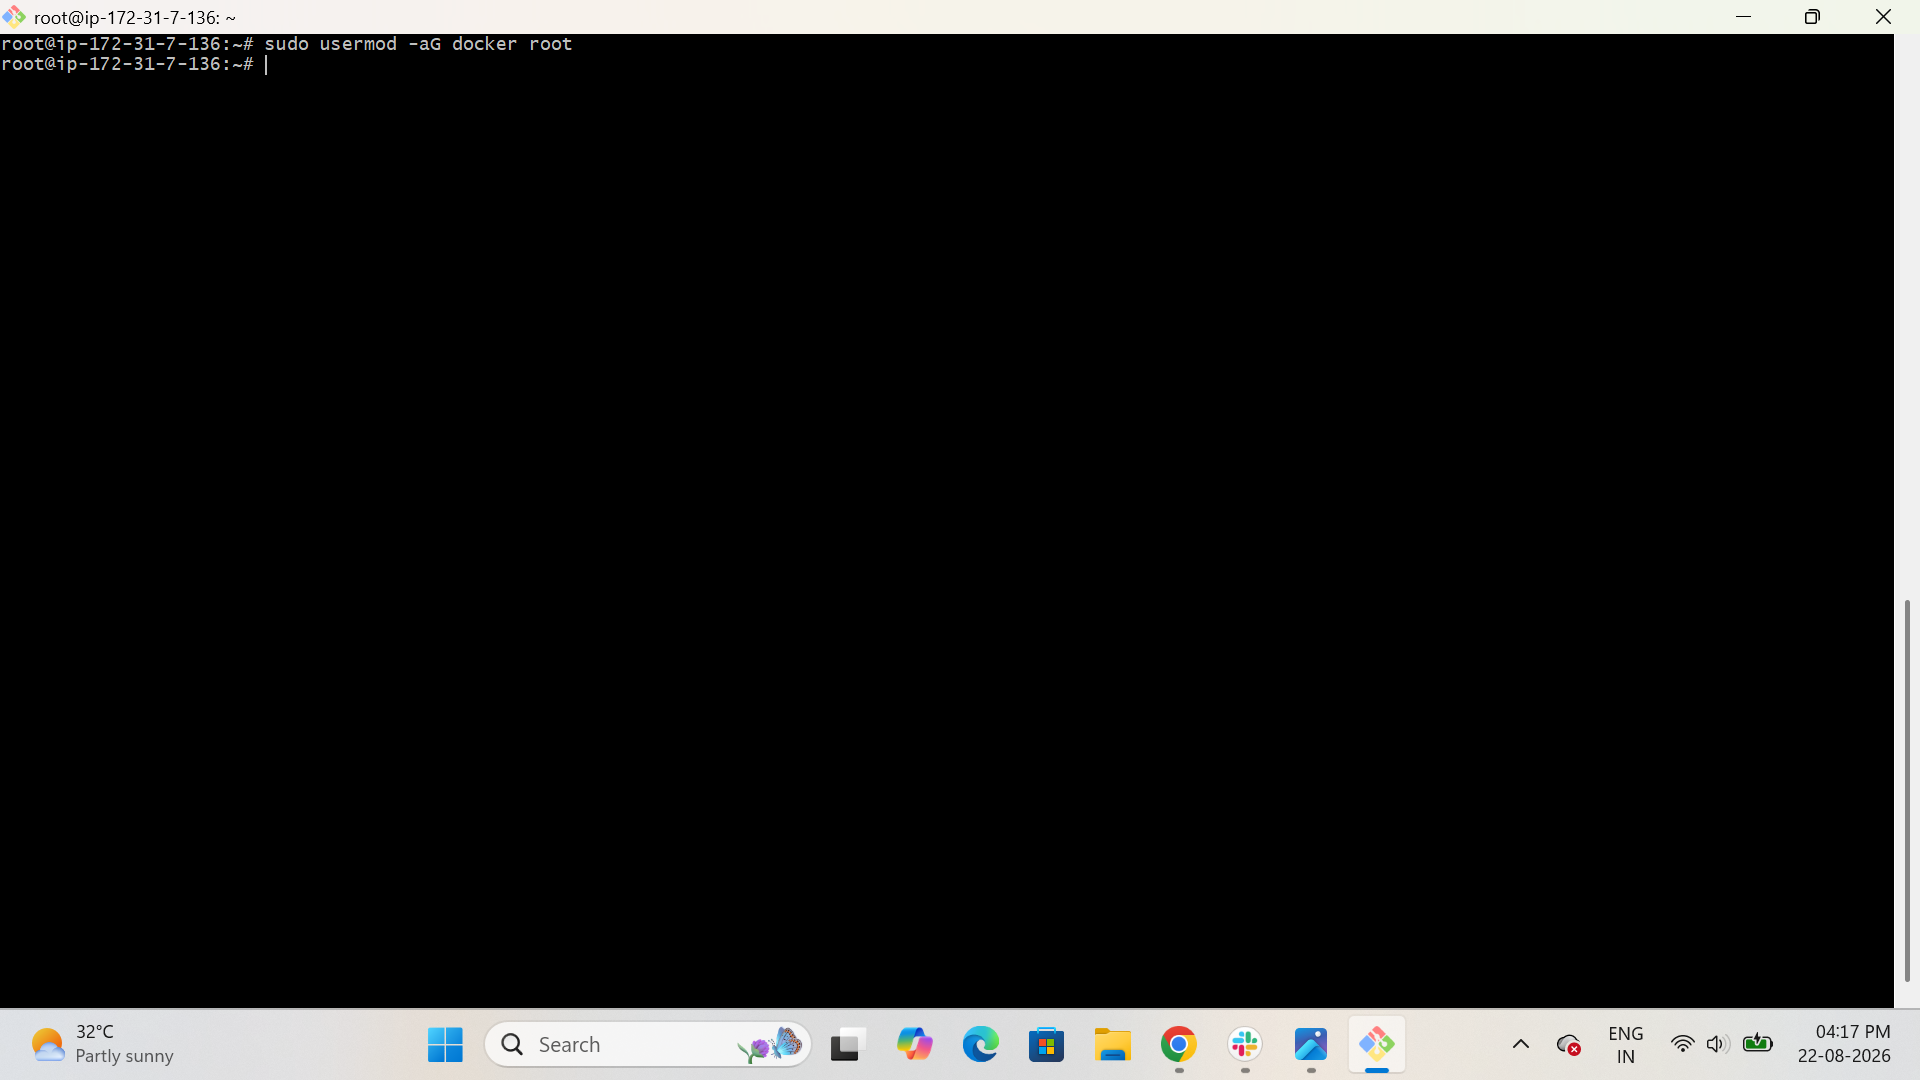 root@ip-172-31-7-136: ~
root@ip-172-31-7-136:~# sudo usermod -aG docker root
root@ip-172-31-7-136:~#
32°C
Partly sunny
Search
ENG
IN
04:17 PM
22-08-2026